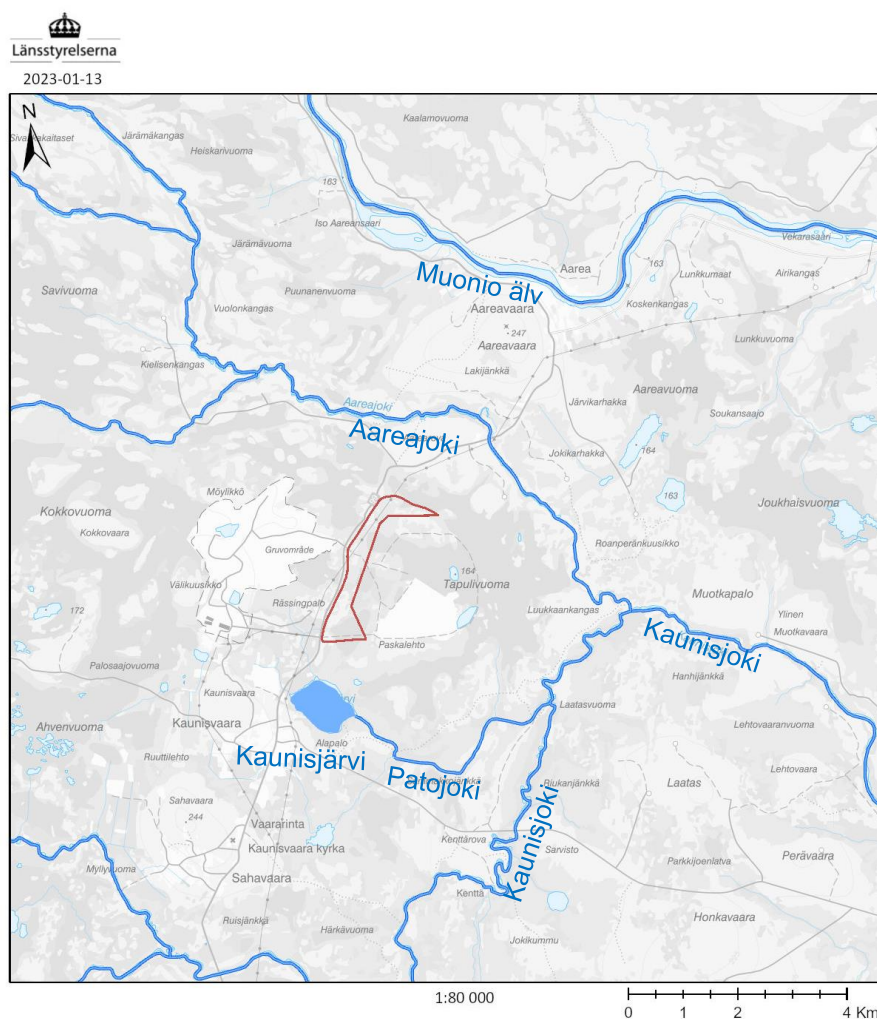 Länsstyrelserna
2023-01-13
N
Järämäkangas
Kaalamovuoma
Heiskarivuoma
163
Iso Aareansaari
Vekarasaari
Järämävuoma
Aarea
163
Lunkkumaat
Airikangas
Savivuoma
Puunanenvuoma
Muonio älv
Vuolonkangas
Koskenkangas
Aareavaara
247
Aareavaara
Lunkkuvuoma
Kielisenkangas
Lakijänkkä
Aareavuoma
Aareajoki
Järvikarhakka
Soukansaajo
Aareajoki
Jokikarhakka
164
Möylikkö
163
Joukhaisvuoma
Kokkovuoma
Kokkovaara
Gruvområde
Roanperänkuusikko
164
Tapulivuoma
Välikuusikko
Muotkapalo
172
Rässingpalo
Luukkaankangas
Ylinen
Muotkavaara
Kaunisjoki
Paskalehto
Palosaajovuoma
Hanhijänkkä
Kaunisvaara
Laatasvuoma
Kaunisvaara
Lehtovaaranvuoma
Ahvenvuoma
Alapalo
Ruuttilehto
Kaunisjärvi
Lehtovaara
Patojoki
Riukanjänkkä
Laatas
Sahavaara
244
Vaararinta
Kaunisjoki
Kenttärova
Kaunisvaara kyrka
Sarvisto
Perävaara
Myllyvuoma
Parkkijoenlatva
Sahavaara
Kenttä
Ruisjänkkä
Honkavaara
Härkävuoma
Jokikummu
1:80 000
0 1 2 4 Km